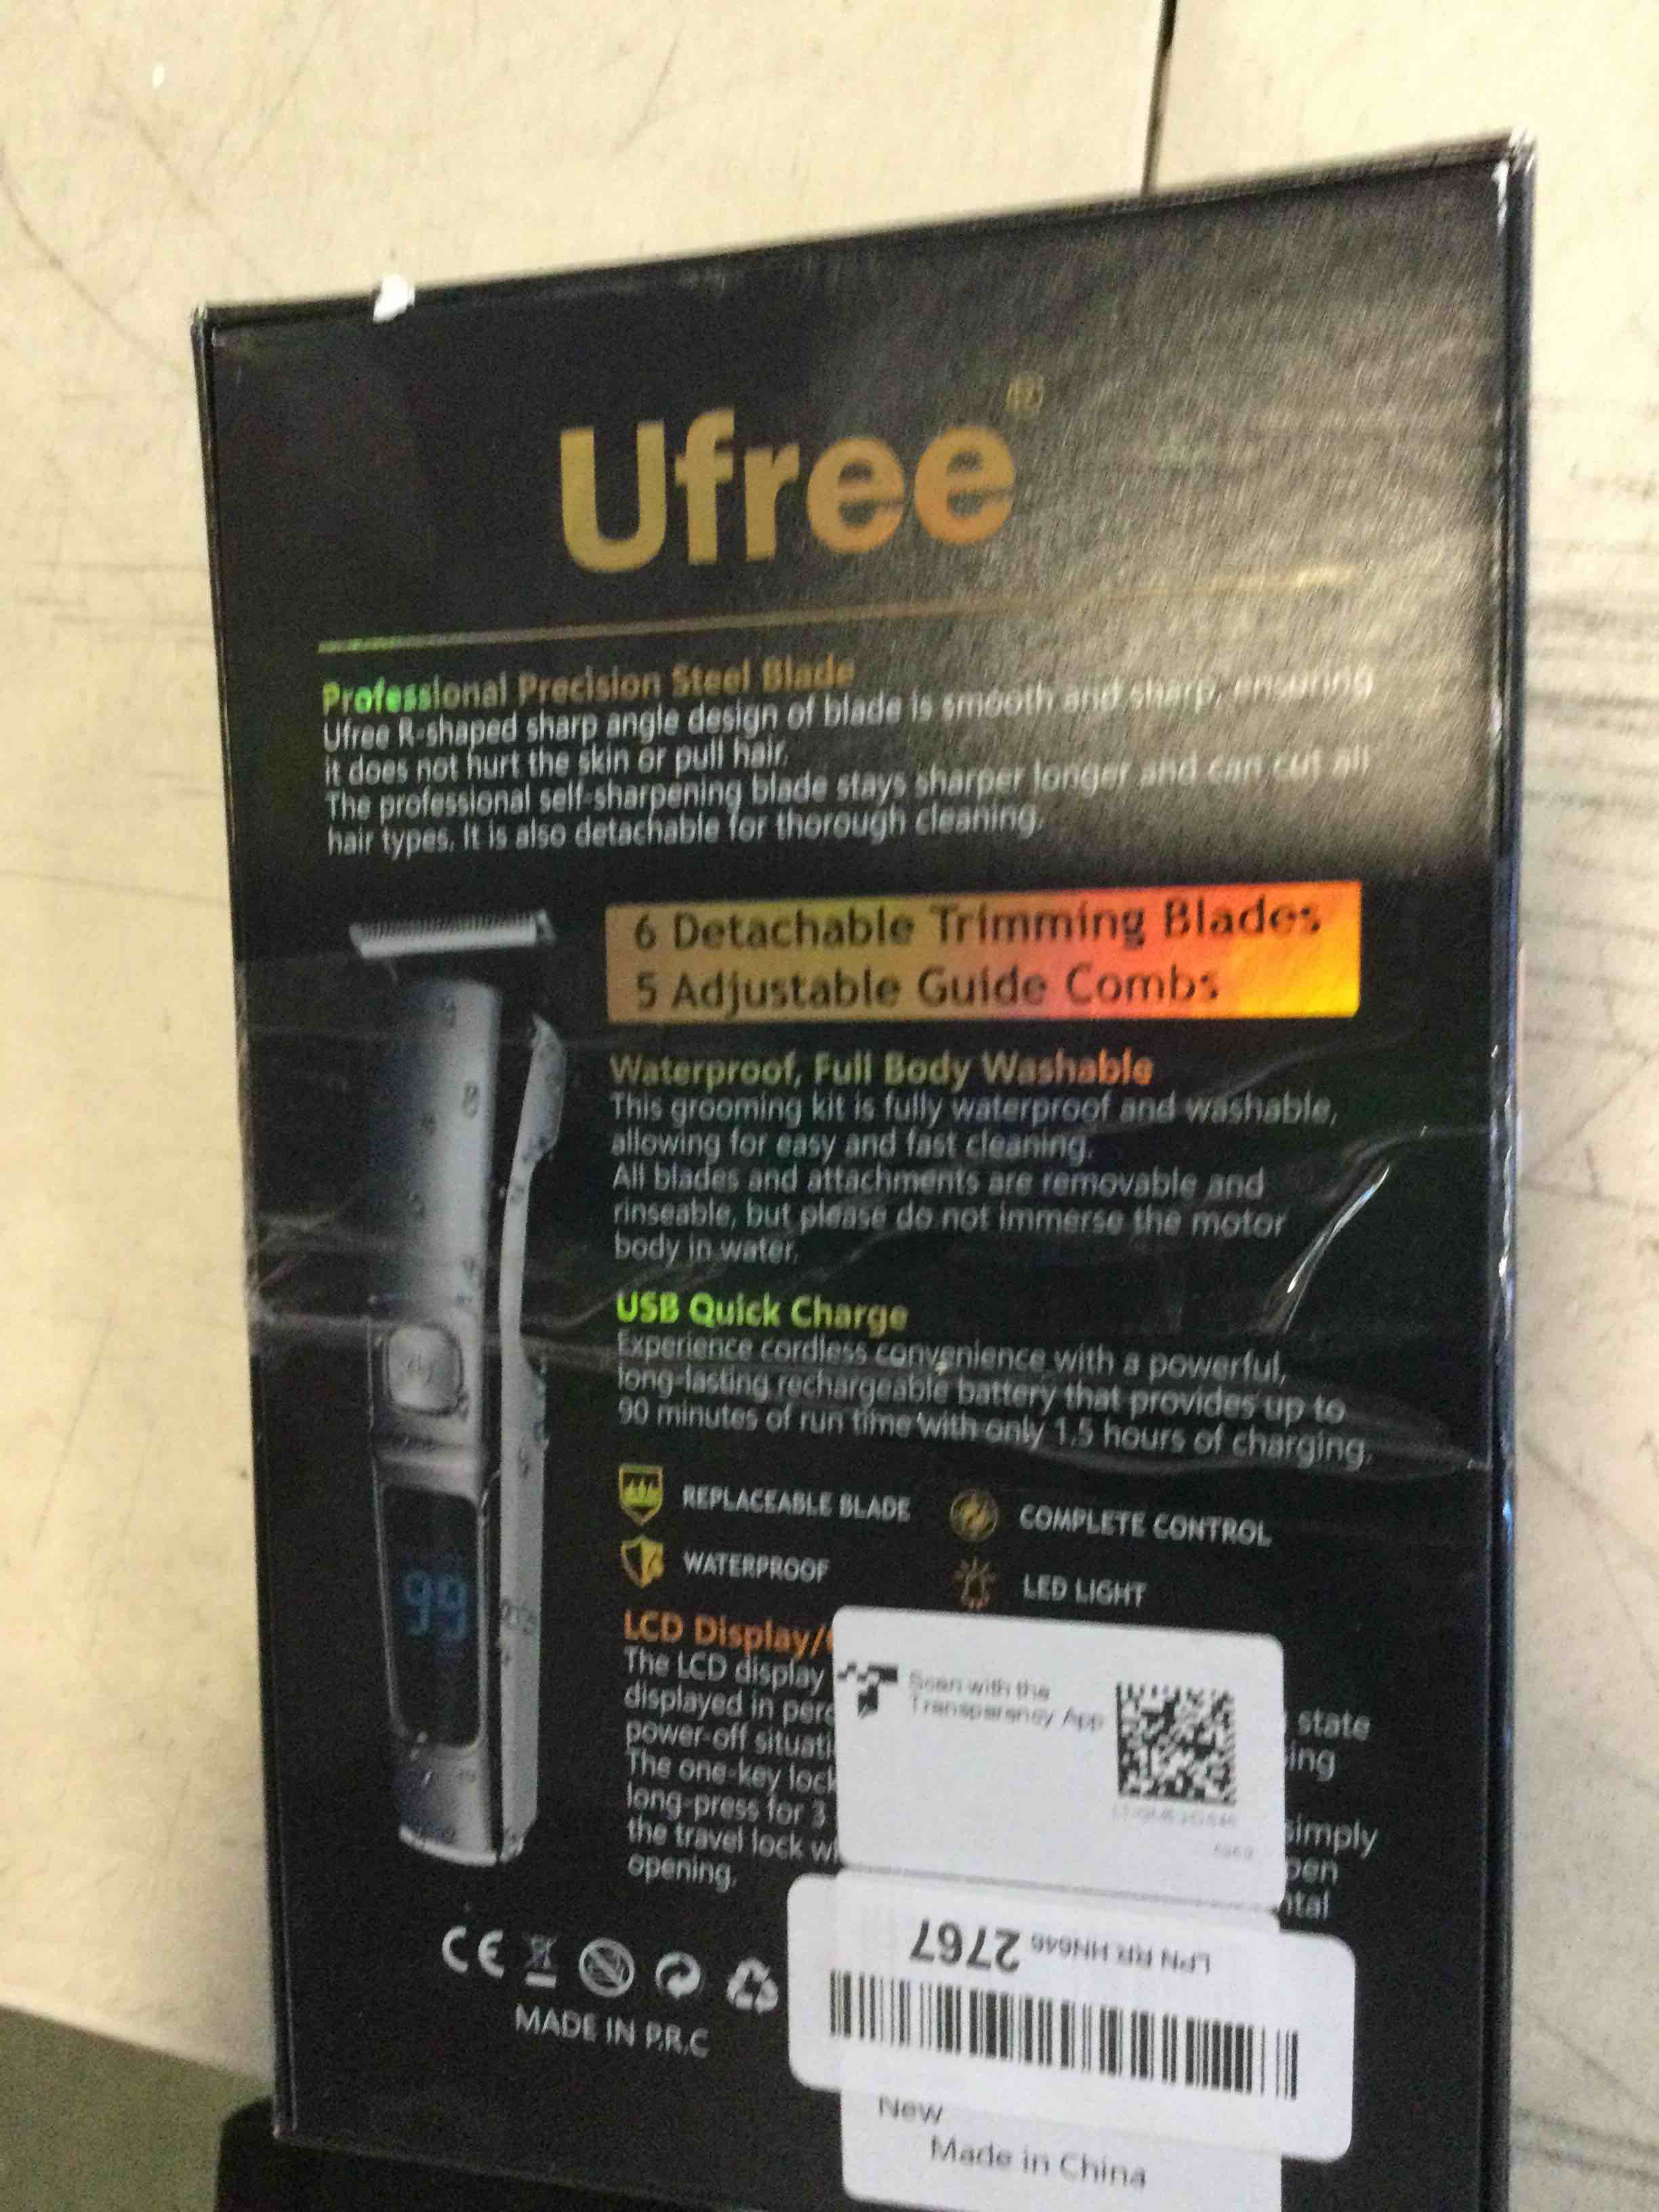 Ufree®
Professional Precision Steel Blade
Ufree R-shaped sharp angle design of blade is smooth and sharp, ensuring
it does not hurt the skin or pull hair.
The professional self-sharpening blade stays sharper longer and can cut all
hair types. It is also detachable for thorough cleaning.
6 Detachable Trimming Blades
5 Adjustable Guide Combs
Waterproof, Full Body Washable
This grooming kit is fully waterproof and washable,
allowing for easy and fast cleaning.
All blades and attachments are removable and
rinseable, but please do not immerse the motor
body in water.
USB Quick Charge
Experience cordless convenience with a powerful,
long-lasting rechargeable battery that provides up to
90 minutes of run time with only 1.5 hours of charging.
REPLACEABLE BLADE
COMPLETE CONTROL
WATERPROOF
LED LIGHT
99
LCD Display/
The LCD display
displayed in perc
state
power-off situati
ing
The one-key lock
long-press for 3
simply
the travel lock w
pen
opening.
ntal
Scan with the
Transparency App
LPN RR HN646 2767
CE
MADE IN P.R.C
New
Made in China